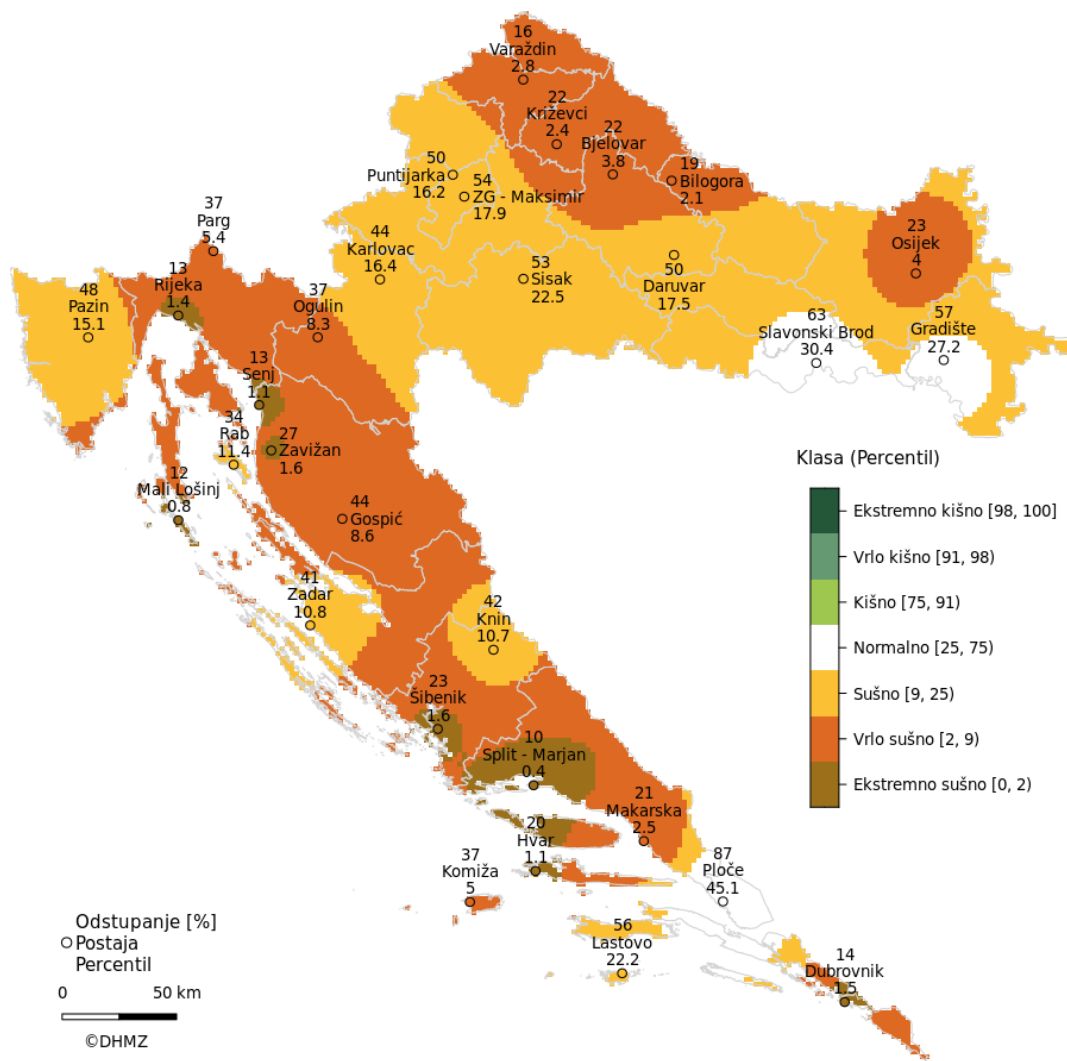 16
Varaždin
2.8
22
Križevci
2.4
22
Bjelovar
3.8
19
Bilogora
2.1
50
Puntijarka
16.2
54
ZG - Maksimir
17.9
37
Parg
5.4
44
Karlovac
16.4
53
Sisak
22.5
50
Daruvar
17.5
23
Osijek
4
48
Pazin
15.1
13
Rijeka
1.4
37
Ogulin
8.3
63
Slavonski Brod
30.4
57
Gradište
27.2
13
Senj
1.1
34
Rab
11.4
27
Zavižan
1.6
12
Mali Lošinj
0.8
44
Gospić
8.6
41
Zadar
10.8
42
Knin
10.7
23
Šibenik
1.6
10
Split - Marjan
0.4
21
Makarska
2.5
20
Hvar
1.1
37
Komiža
5
87
Ploče
45.1
56
Lastovo
22.2
14
Dubrovnik
1.5
Klasa (Percentil)
Ekstremno kišno [98, 100]
Vrlo kišno [91, 98)
Kišno [75, 91)
Normalno [25, 75)
Sušno [9, 25)
Vrlo sušno [2, 9)
Ekstremno sušno [0, 2)
Odstupanje [%]
Postaja
Percentil
0 50 km
©DHMZ